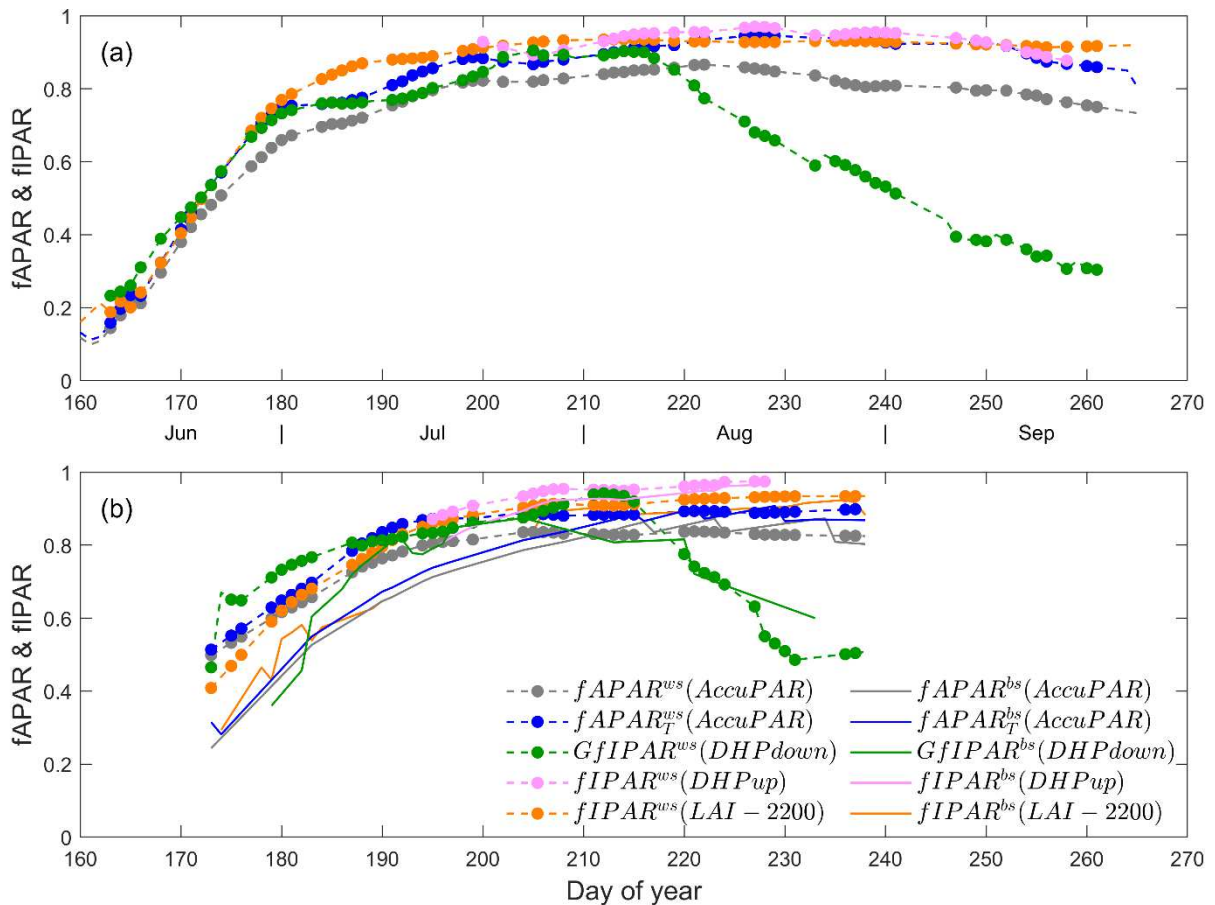 (a)
fAPAR & fIPAR
1
0.8
0.6
0.4
0.2
0
160 170 180 190 200 210 220 230 240 250 260 270
Jun | Jul | Aug | Sep
(b)
fAPAR & fIPAR
1
0.8
0.6
0.4
0.2
0
fAPAR^{ws}(AccuPAR) fAPAR^{bs}(AccuPAR)
fAPAR_T^{ws}(AccuPAR) fAPAR_T^{bs}(AccuPAR)
GfIPAR^{ws}(DHPdown) GfIPAR^{bs}(DHPdown)
fIPAR^{ws}(DHPup) fIPAR^{bs}(DHPup)
fIPAR^{ws}(LAI − 2200) fIPAR^{bs}(LAI − 2200)
160 170 180 190 200 210 220 230 240 250 260 270
Day of year